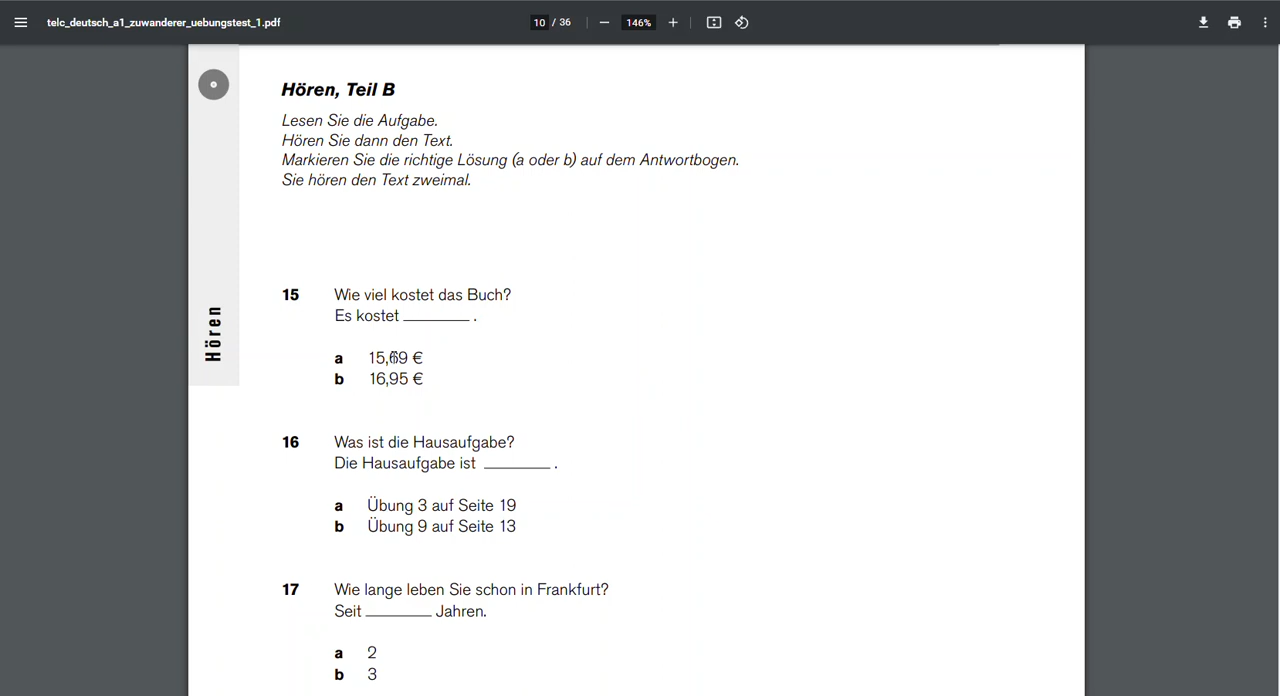 telc_deutsch_a1_zuwanderer_uebungstest_1.pdf
10 / 36
146%
Hören, Teil B
Lesen Sie die Aufgabe.
Hören Sie dann den Text.
Markieren Sie die richtige Lösung (a oder b) auf dem Antwortbogen.
Sie hören den Text zweimal.
Hören
15 Wie viel kostet das Buch?
Es kostet ________ .
a 15,69 €
b 16,95 €
16 Was ist die Hausaufgabe?
Die Hausaufgabe ist ________ .
a Übung 3 auf Seite 19
b Übung 9 auf Seite 13
17 Wie lange leben Sie schon in Frankfurt?
Seit ________ Jahren.
a 2
b 3